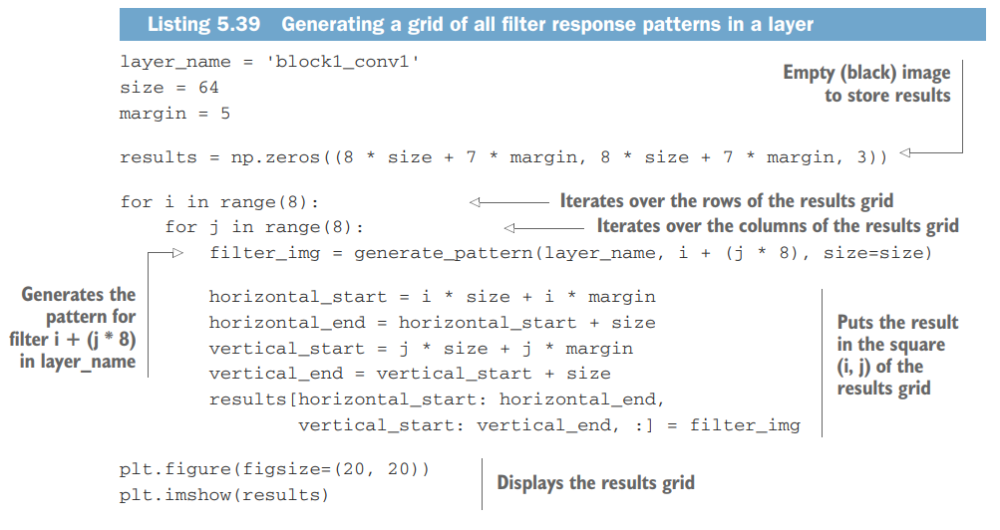 Listing 5.39 Generating a grid of all filter response patterns in a layer
layer_name = 'block1_conv1'
size = 64
margin = 5
Empty (black) image
to store results
results = np.zeros((8 * size + 7 * margin, 8 * size + 7 * margin, 3))
for i in range(8):
Iterates over the rows of the results grid
for j in range(8):
Iterates over the columns of the results grid
filter_img = generate_pattern(layer_name, i + (j * 8), size=size)
Generates the
pattern for
filter i + (j * 8)
in layer_name
horizontal_start = i * size + i * margin
horizontal_end = horizontal_start + size
vertical_start = j * size + j * margin
vertical_end = vertical_start + size
results[horizontal_start: horizontal_end,
vertical_start: vertical_end, :] = filter_img
Puts the result
in the square
(i, j) of the
results grid
plt.figure(figsize=(20, 20))
plt.imshow(results)
Displays the results grid